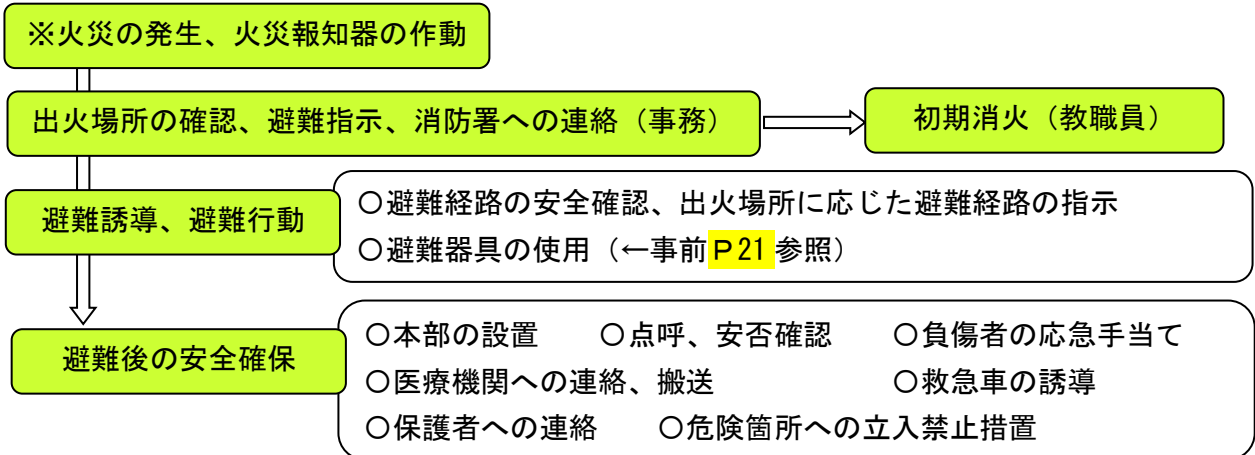 ※火災の発生、火災報知器の作動
出火場所の確認、避難指示、消防署への連絡（事務）
初期消火（教職員）
避難誘導、避難行動
〇避難経路の安全確認、出火場所に応じた避難経路の指示
〇避難器具の使用（←事前Ｐ21参照）
避難後の安全確保
〇本部の設置　〇点呼、安否確認　〇負傷者の応急手当て
〇医療機関への連絡、搬送　〇救急車の誘導
〇保護者への連絡　〇危険箇所への立入禁止措置